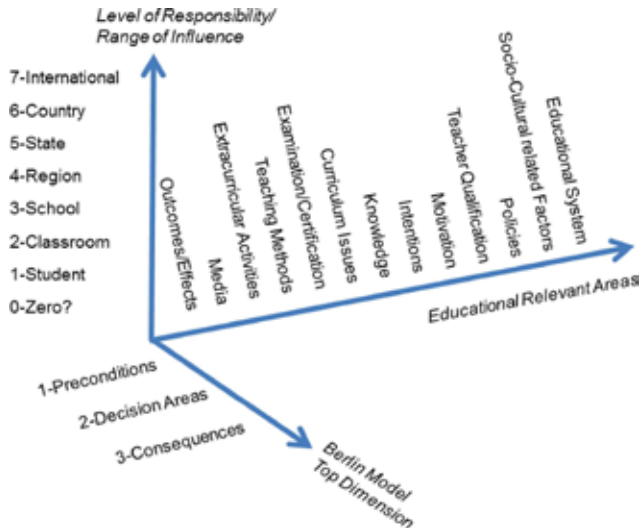 Level of Responsibility/
Range of Influence
7-International
6-Country
5-State
4-Region
3-School
2-Classroom
1-Student
0-Zero?
Outcomes/Effects
Media
Extracurricular Activities
Teaching Methods
Examination/Certification
Curriculum Issues
Knowledge
Intentions
Motivation
Teacher Qualification
Policies
Socio-Cultural related Factors
Educational System
Educational Relevant Areas
1-Preconditions
2-Decision Areas
3-Consequences
Berlin Model
Top Dimension